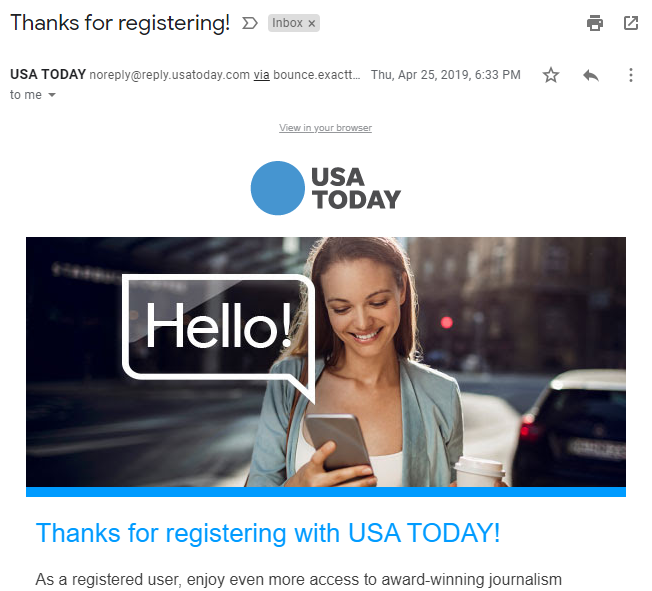 Thanks for registering! Inbox x
USA TODAY noreply@reply.usatoday.com via bounce.exactt... Thu, Apr 25, 2019, 6:33 PM
to me
View in your browser
USA
TODAY
Hello!
Thanks for registering with USA TODAY!
As a registered user, enjoy even more access to award-winning journalism